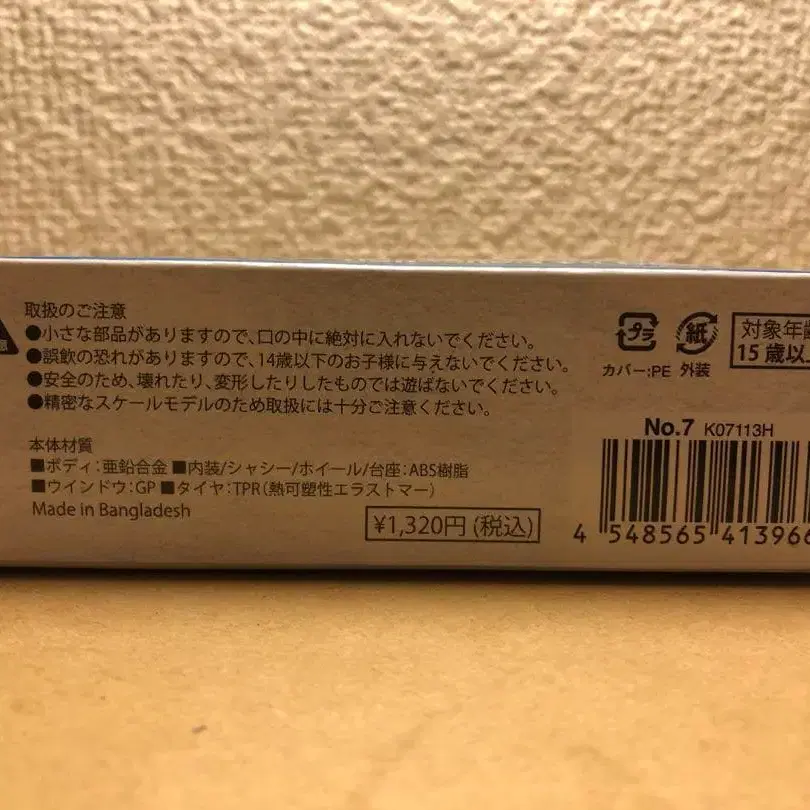 取扱のご注意
●小さな部品がありますので、口の中に絶対に入れないでください。
●誤飲の恐れがありますので、14歳以下のお子様に与えないでください。
●安全のため、壊れたり、変形したりしたものでは遊ばないでください。
●精密なスケールモデルのため取扱には十分ご注意ください。
本体材質
■ボディ:亜鉛合金 ■内装/シャシー/ホイール/台座:ABS樹脂
■ウインドウ:GP ■タイヤ:TPR(熱可塑性エラストマー)
Made in Bangladesh
¥1,320円(税込)
プラ 紙
カバー:PE 外装
対象年齢
15歳以
No.7 K07113H
4 548565 413966